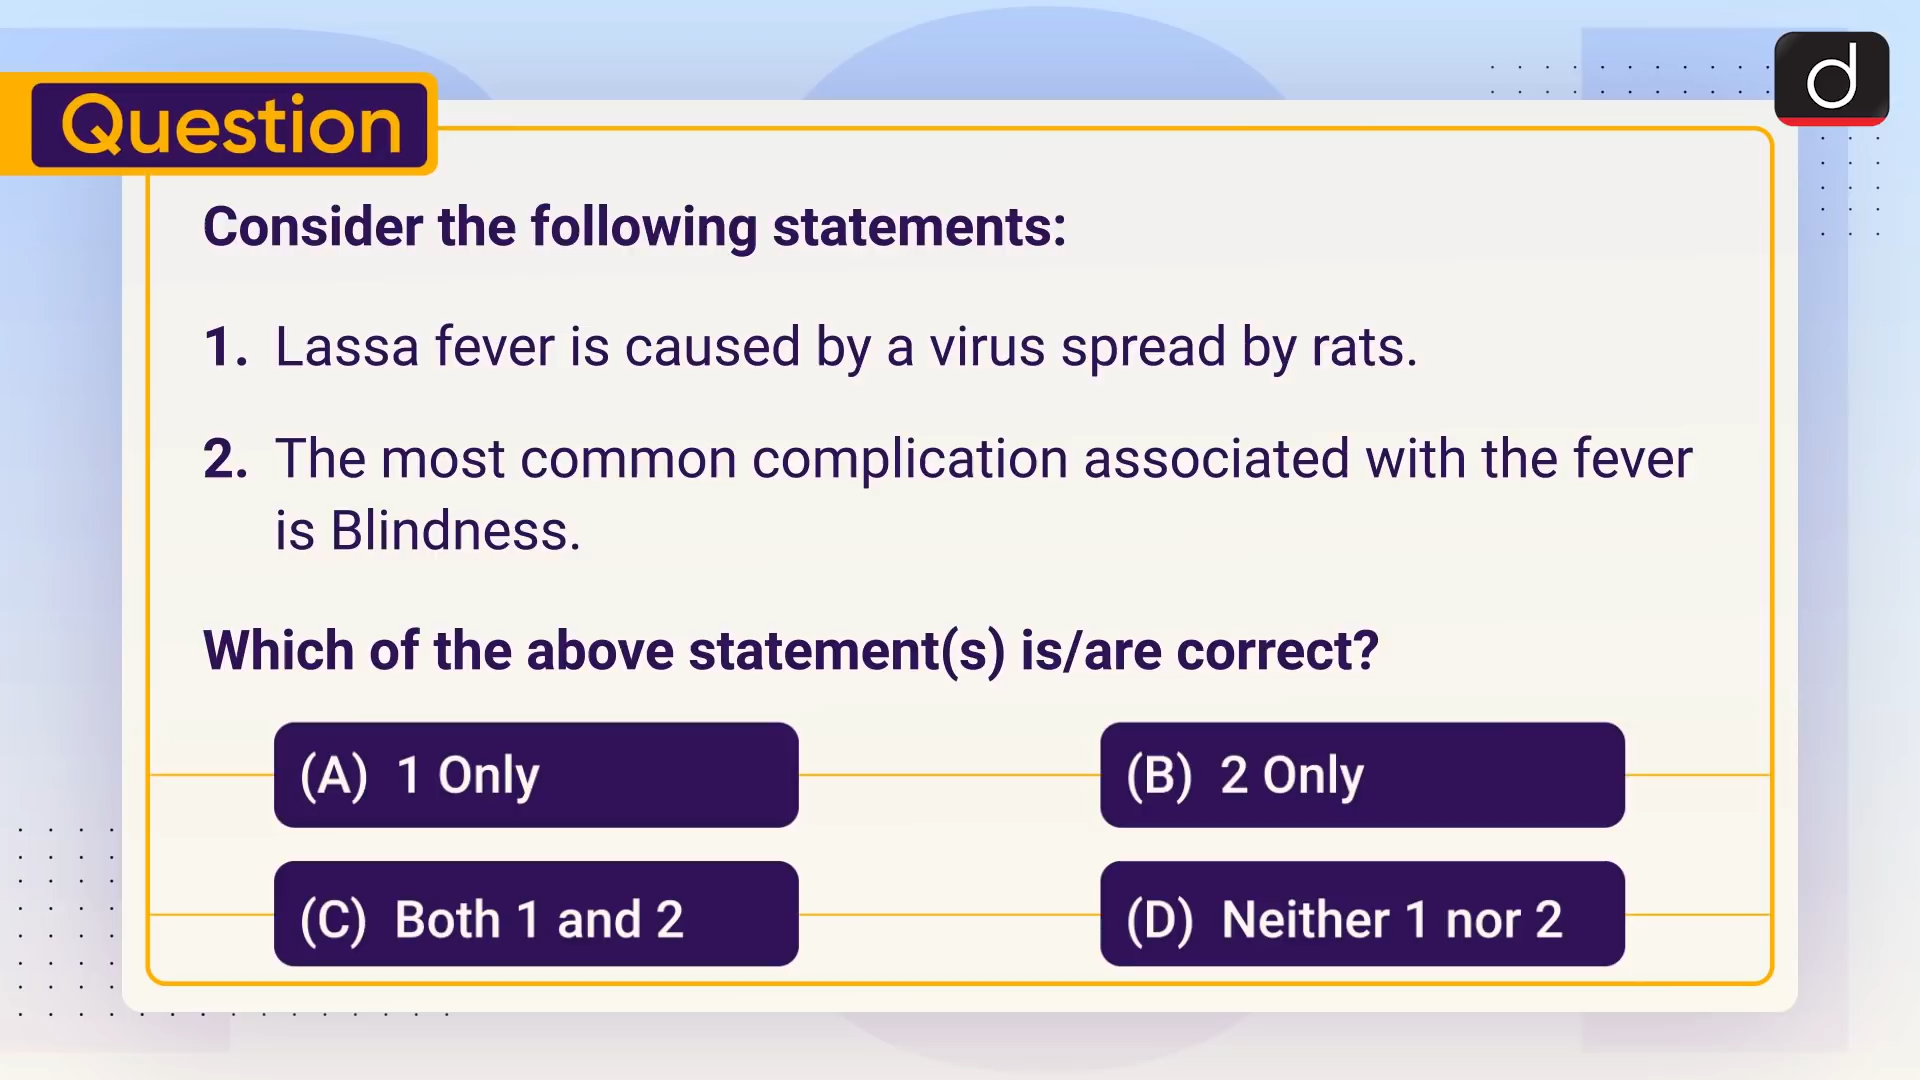 Question
Consider the following statements:
1. Lassa fever is caused by a virus spread by rats.
2. The most common complication associated with the fever
is Blindness.
Which of the above statement(s) is/are correct?
(A) 1 Only
(B) 2 Only
(C) Both 1 and 2
(D) Neither 1 nor 2
d